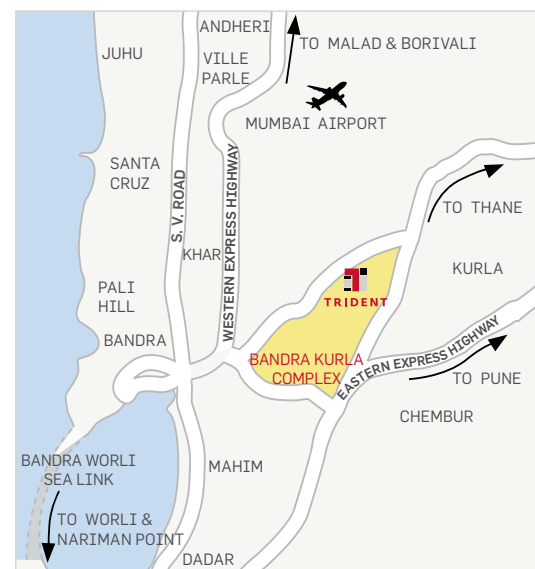 ANDHERI
TO MALAD & BORIVALI
JUHU
VILLE
PARLE
MUMBAI AIRPORT
SANTA
CRUZ
S. V. ROAD
WESTERN EXPRESS HIGHWAY
TO THANE
KHAR
KURLA
PALI
HILL
TRIDENT
BANDRA
BANDRA KURLA
COMPLEX
EASTERN EXPRESS HIGHWAY
TO PUNE
CHEMBUR
BANDRA WORLI
SEA LINK
MAHIM
TO WORLI &
NARIMAN POINT
DADAR